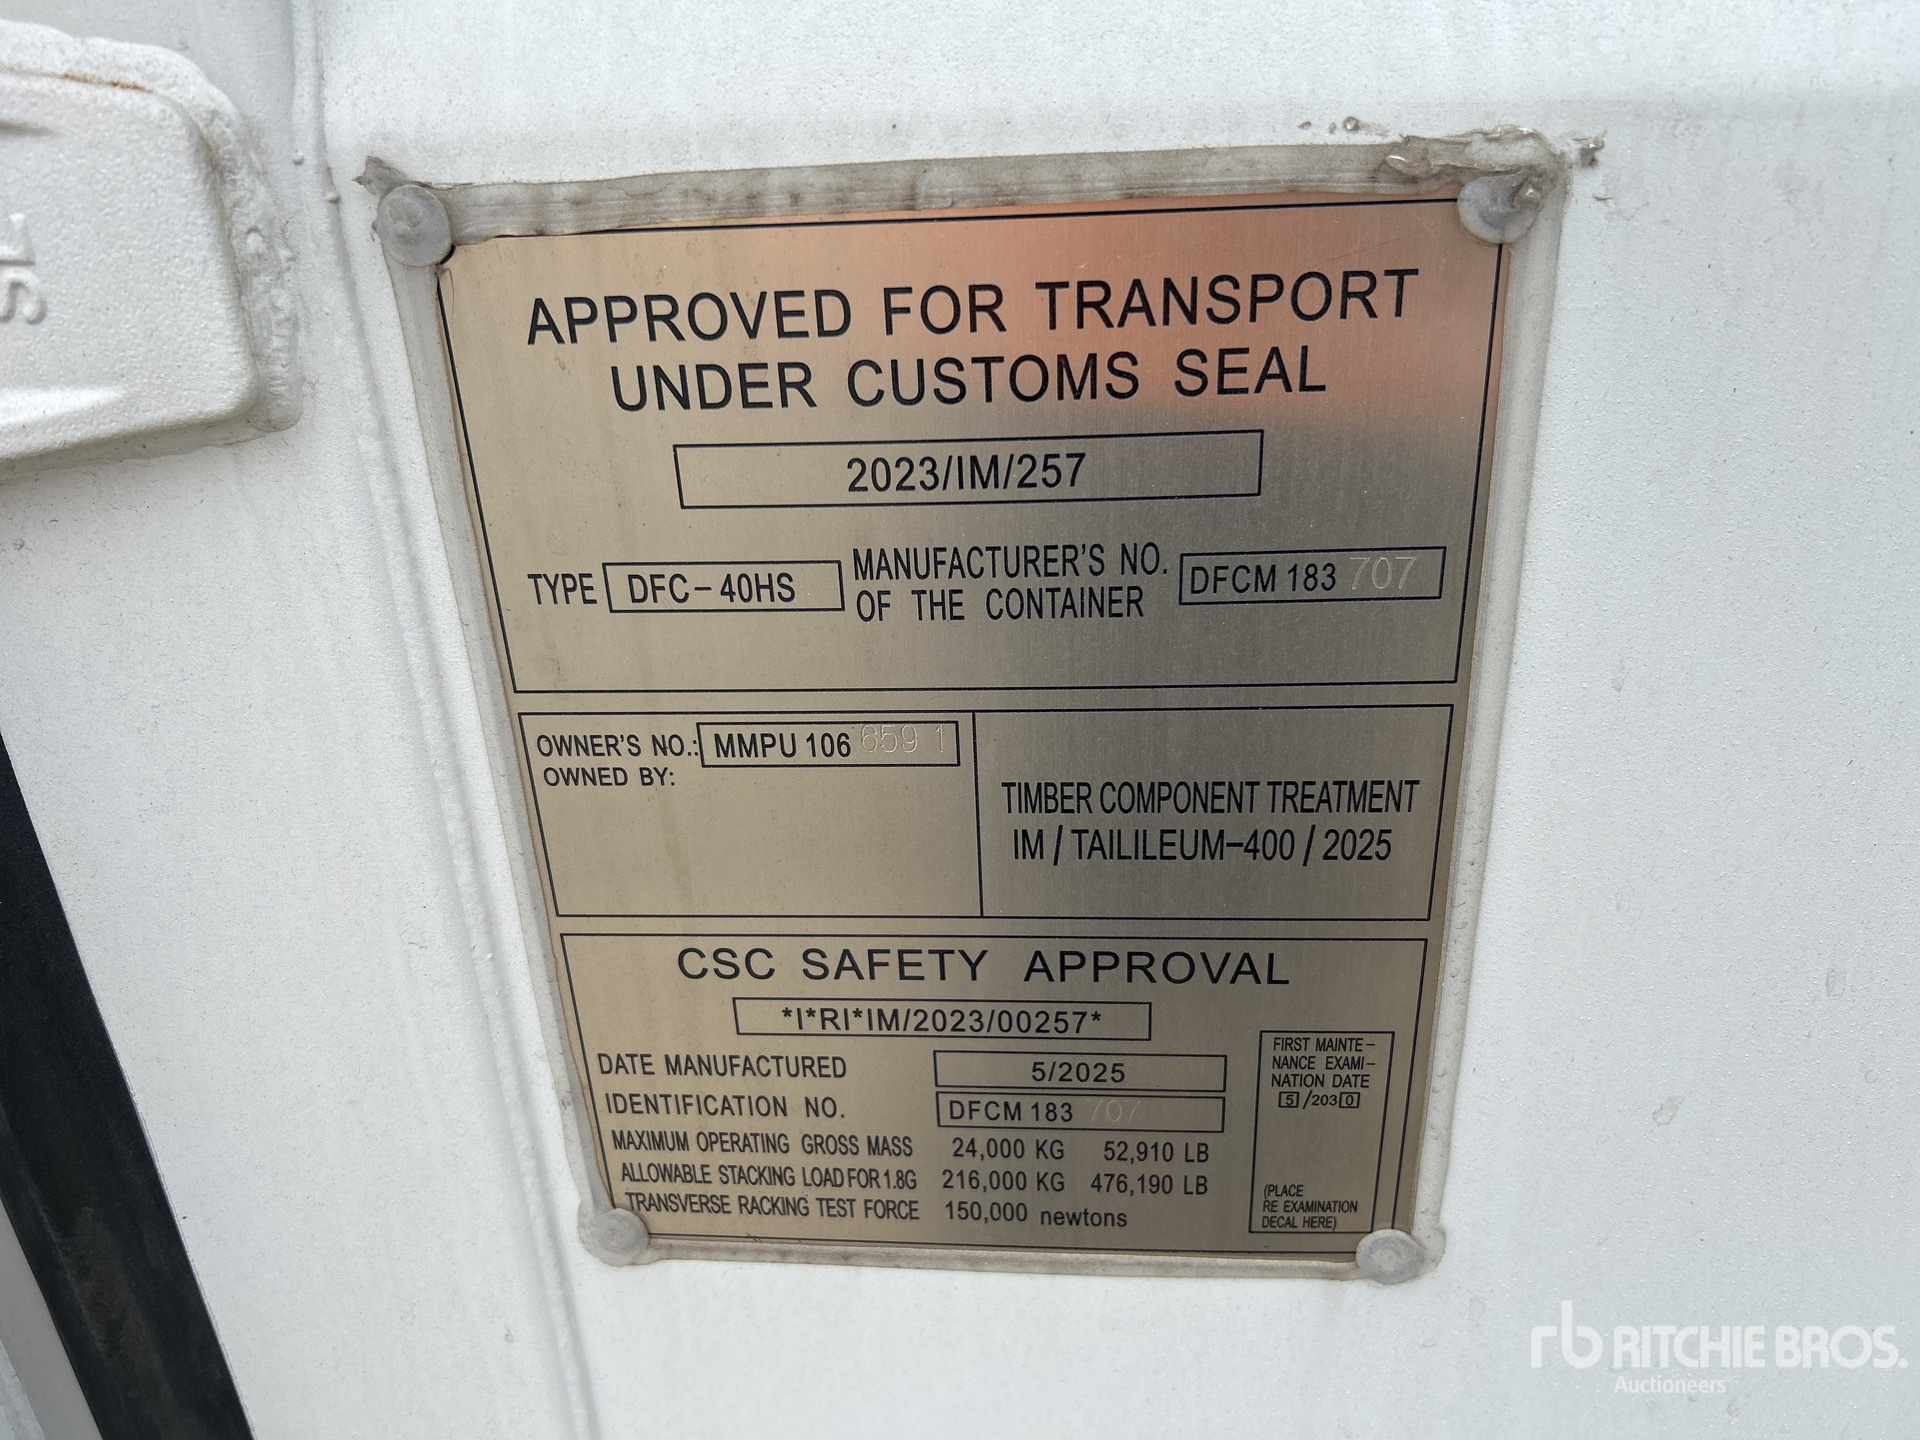 ST
APPROVED FOR TRANSPORT
UNDER CUSTOMS SEAL
2023/IM/257
TYPE DFC-40HS MANUFACTURER'S NO. OF THE CONTAINER DFCM 183 707
OWNER'S NO.: MMPU 106 6591
OWNED BY:
TIMBER COMPONENT TREATMENT
IM / TAILILEUM-400 / 2025
CSC SAFETY APPROVAL
*I*RI*IM/2023/00257*
DATE MANUFACTURED 5/2025
IDENTIFICATION NO. DFCM 183 707
MAXIMUM OPERATING GROSS MASS 24,000 KG 52,910 LB
ALLOWABLE STACKING LOAD FOR 1.8G 216,000 KG 476,190 LB
TRANSVERSE RACKING TEST FORCE 150,000 newtons
FIRST MAINTE-
NANCE EXAMI-
NATION DATE
5/2030
(PLACE
RE EXAMINATION
DECAL HERE)
rb RITCHIE BROS.
Auctioneers